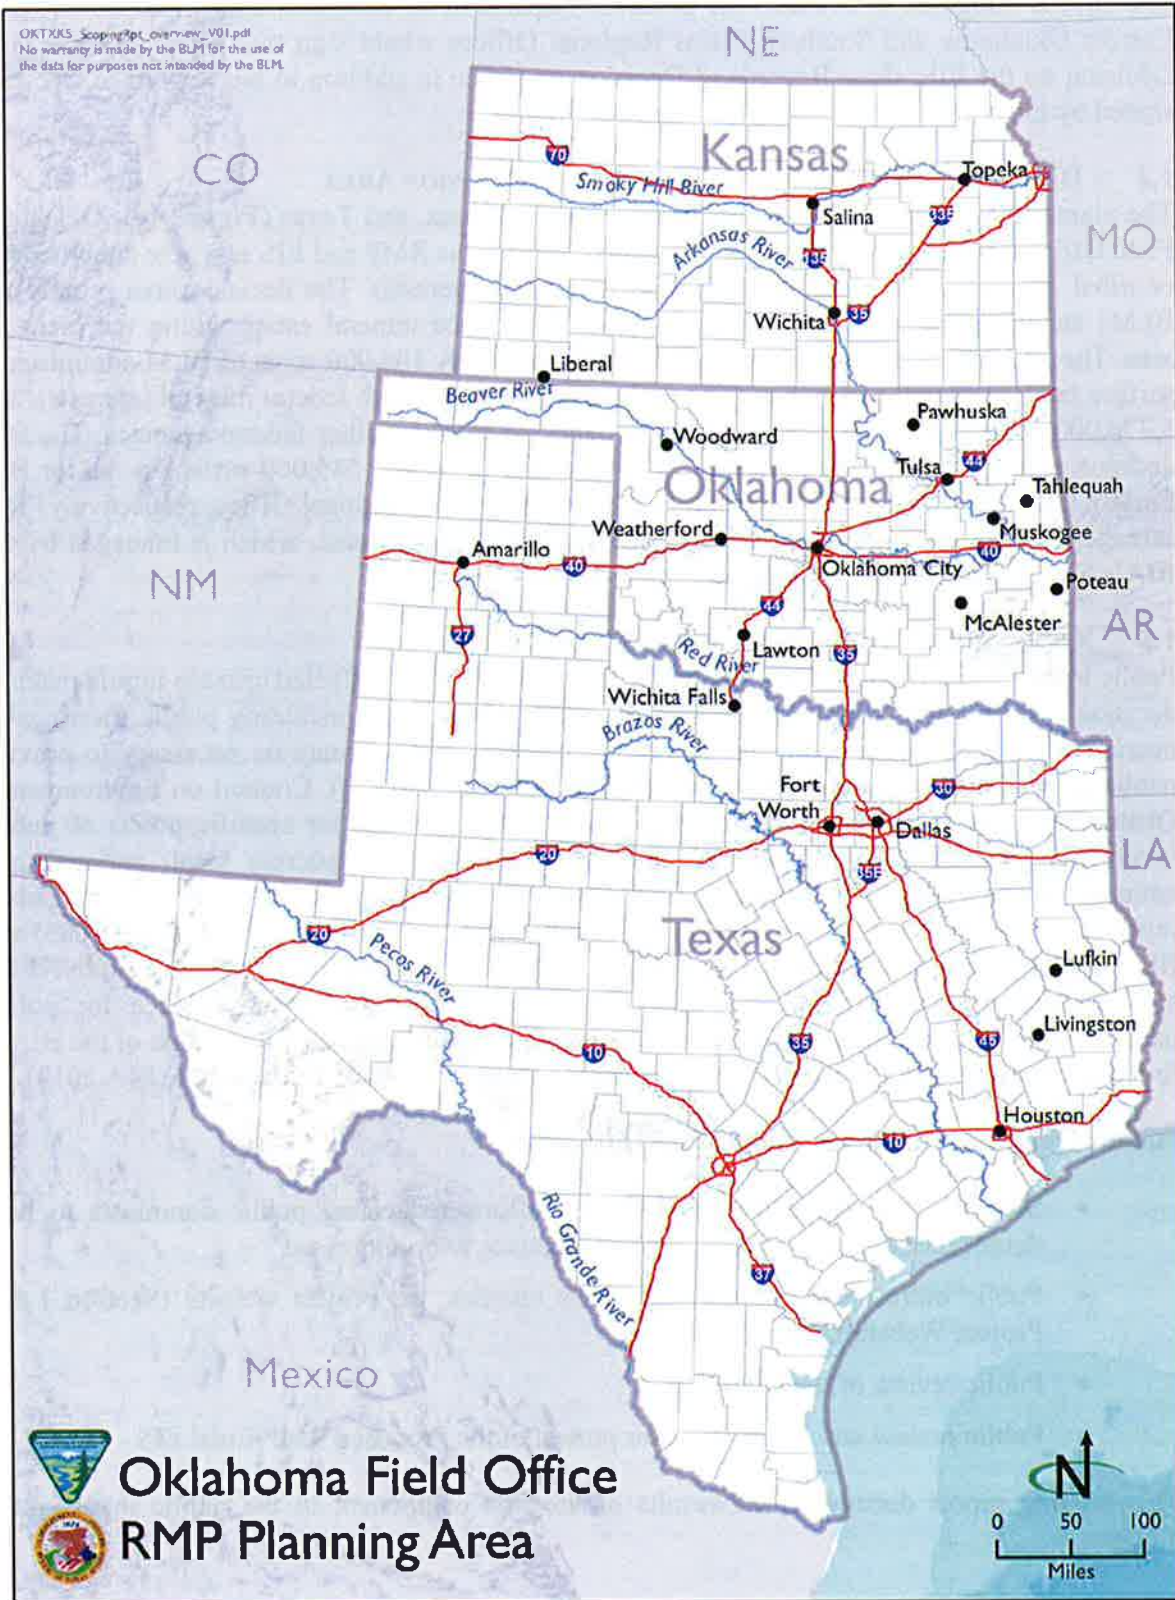 OKTXKS_ScopingRpt_overview_V01.pdf
No warranty is made by the BLM for the use of
the data for purposes not intended by the BLM.
NE
CO
Kansas
70
Topeka
Smoky Hill River
Salina
335
MO
Arkansas River
135
Wichita
35
Liberal
Beaver River
Pawhuska
Woodward
Tulsa
44
Oklahoma
Tahlequah
Weatherford
Muskogee
Amarillo
40
40
Oklahoma City
NM
Poteau
44
McAlester
AR
27
Lawton
Red River
35
Wichita Falls
Brazos River
Fort
Worth
30
Dallas
20
LA
35E
20
Texas
Pecos River
Lufkin
Livingston
10
35
45
Houston
10
Rio Grande River
37
Mexico
Oklahoma Field Office
RMP Planning Area
N
0 50 100
Miles